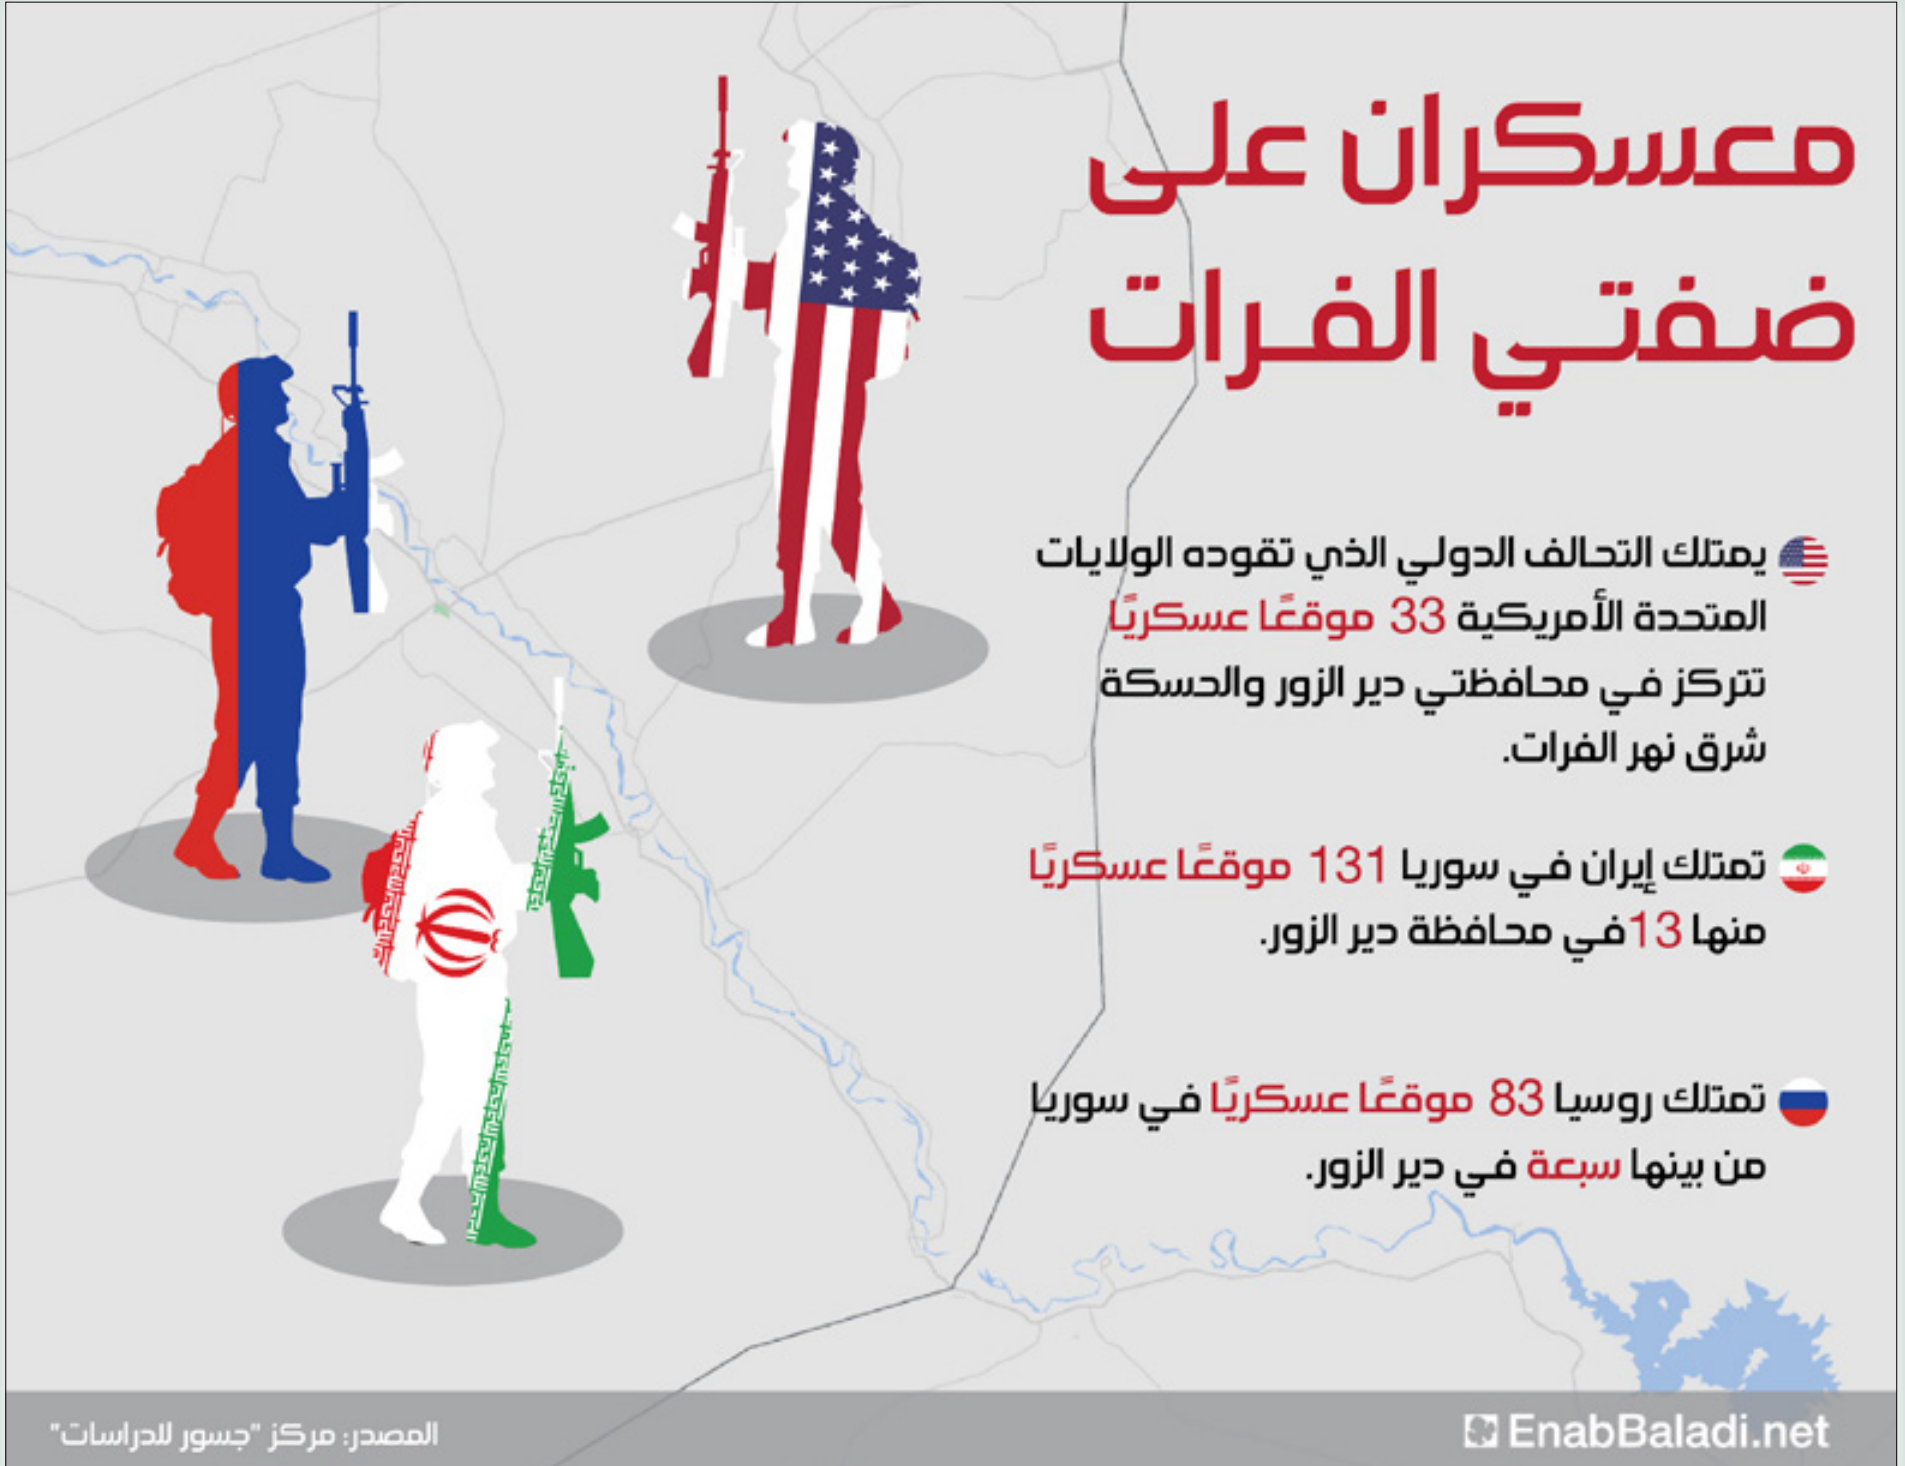 معسكران على
ضفتي الفرات
يمتلك التحالف الدولي الذي تقوده الولايات
المتحدة الأمريكية 33 موقعًا عسكريًا
تتركز في محافظتي دير الزور والحسكة
شرق نهر الفرات.
تمتلك إيران في سوريا 131 موقعًا عسكريًا
منها 13 في محافظة دير الزور.
تمتلك روسيا 83 موقعًا عسكريًا في سوريا
من بينها سبعة في دير الزور.
EnabBaladi.net
المصدر: مركز "جسور للدراسات"